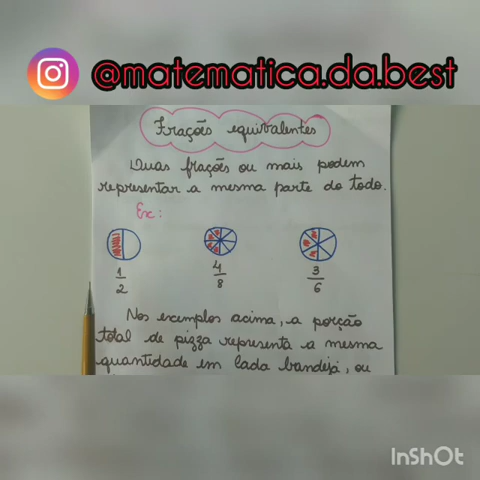 @matematica.da.best
Frações equivalentes
Duas frações ou mais podem
representar a mesma parte do todo.
Ex:
1/2 4/8 3/6
Nos exemplos acima, a porção
total de pizza representa a mesma
quantidade em cada bandeja, ou
InShOt